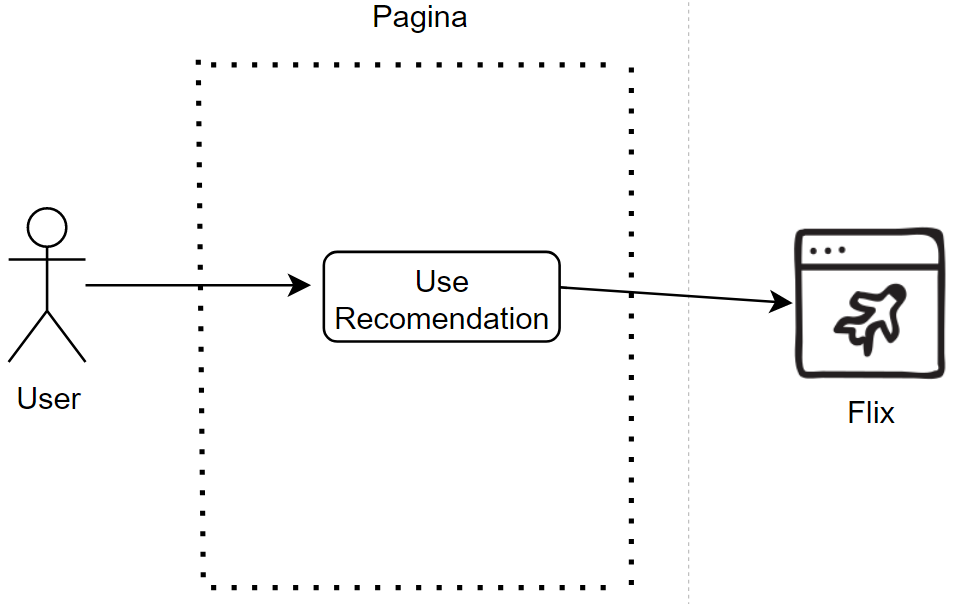 Pagina
Use
Recomendation
User
Flix